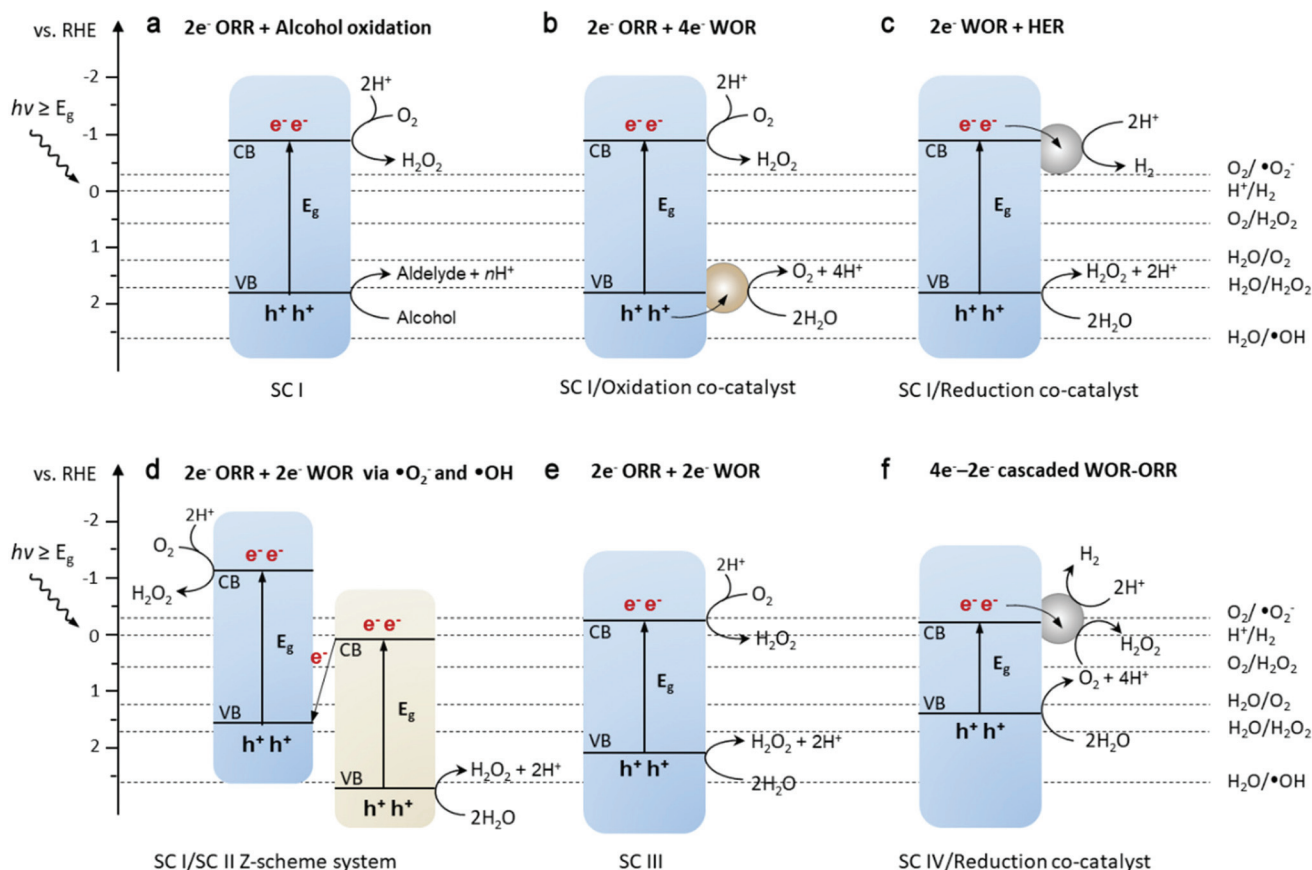 vs. RHE
hν ≥ Eg
-2
-1
0
1
2
a 2e⁻ ORR + Alcohol oxidation
e⁻ e⁻
CB
Eg
VB
h⁺ h⁺
2H⁺
O₂
H₂O₂
Aldelyde + nH⁺
Alcohol
SC I
b 2e⁻ ORR + 4e⁻ WOR
e⁻ e⁻
CB
Eg
VB
h⁺ h⁺
2H⁺
O₂
H₂O₂
O₂ + 4H⁺
2H₂O
SC I/Oxidation co-catalyst
c 2e⁻ WOR + HER
e⁻ e⁻
CB
Eg
VB
h⁺ h⁺
2H⁺
H₂
H₂O₂ + 2H⁺
2H₂O
SC I/Reduction co-catalyst
O₂/ •O₂⁻
H⁺/H₂
O₂/H₂O₂
H₂O/O₂
H₂O/H₂O₂
H₂O/•OH
vs. RHE
hν ≥ Eg
-2
-1
0
1
2
d 2e⁻ ORR + 2e⁻ WOR via •O₂⁻ and •OH
2H⁺
O₂
H₂O₂
e⁻ e⁻
CB
Eg
VB
h⁺ h⁺
e⁻
e⁻ e⁻
CB
Eg
VB
h⁺ h⁺
H₂O₂ + 2H⁺
2H₂O
SC I/SC II Z-scheme system
e 2e⁻ ORR + 2e⁻ WOR
e⁻ e⁻
CB
Eg
VB
h⁺ h⁺
2H⁺
O₂
H₂O₂
H₂O₂ + 2H⁺
2H₂O
SC III
f 4e⁻–2e⁻ cascaded WOR-ORR
e⁻ e⁻
CB
Eg
VB
h⁺ h⁺
H₂
2H⁺
H₂O₂
O₂ + 4H⁺
2H₂O
SC IV/Reduction co-catalyst
O₂/ •O₂⁻
H⁺/H₂
O₂/H₂O₂
H₂O/O₂
H₂O/H₂O₂
H₂O/•OH